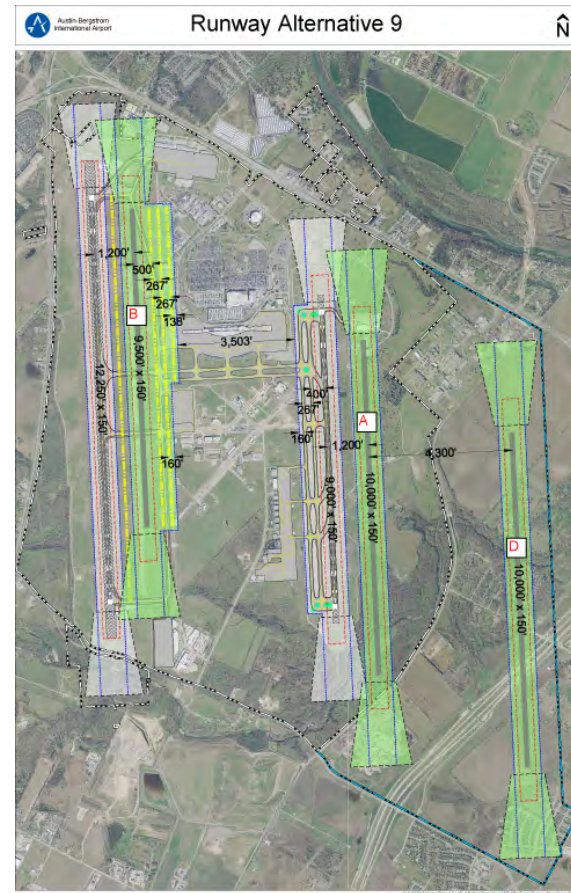 Austin-Bergstrom
International Airport
Runway Alternative 9
N
1,200'
500'
267'
267'
138'
B
12,250' x 150'
9,500' x 150'
3,503'
160'
400'
267'
160'
1,200'
9,000' x 150'
A
10,000' x 150'
4,300'
D
10,000' x 150'